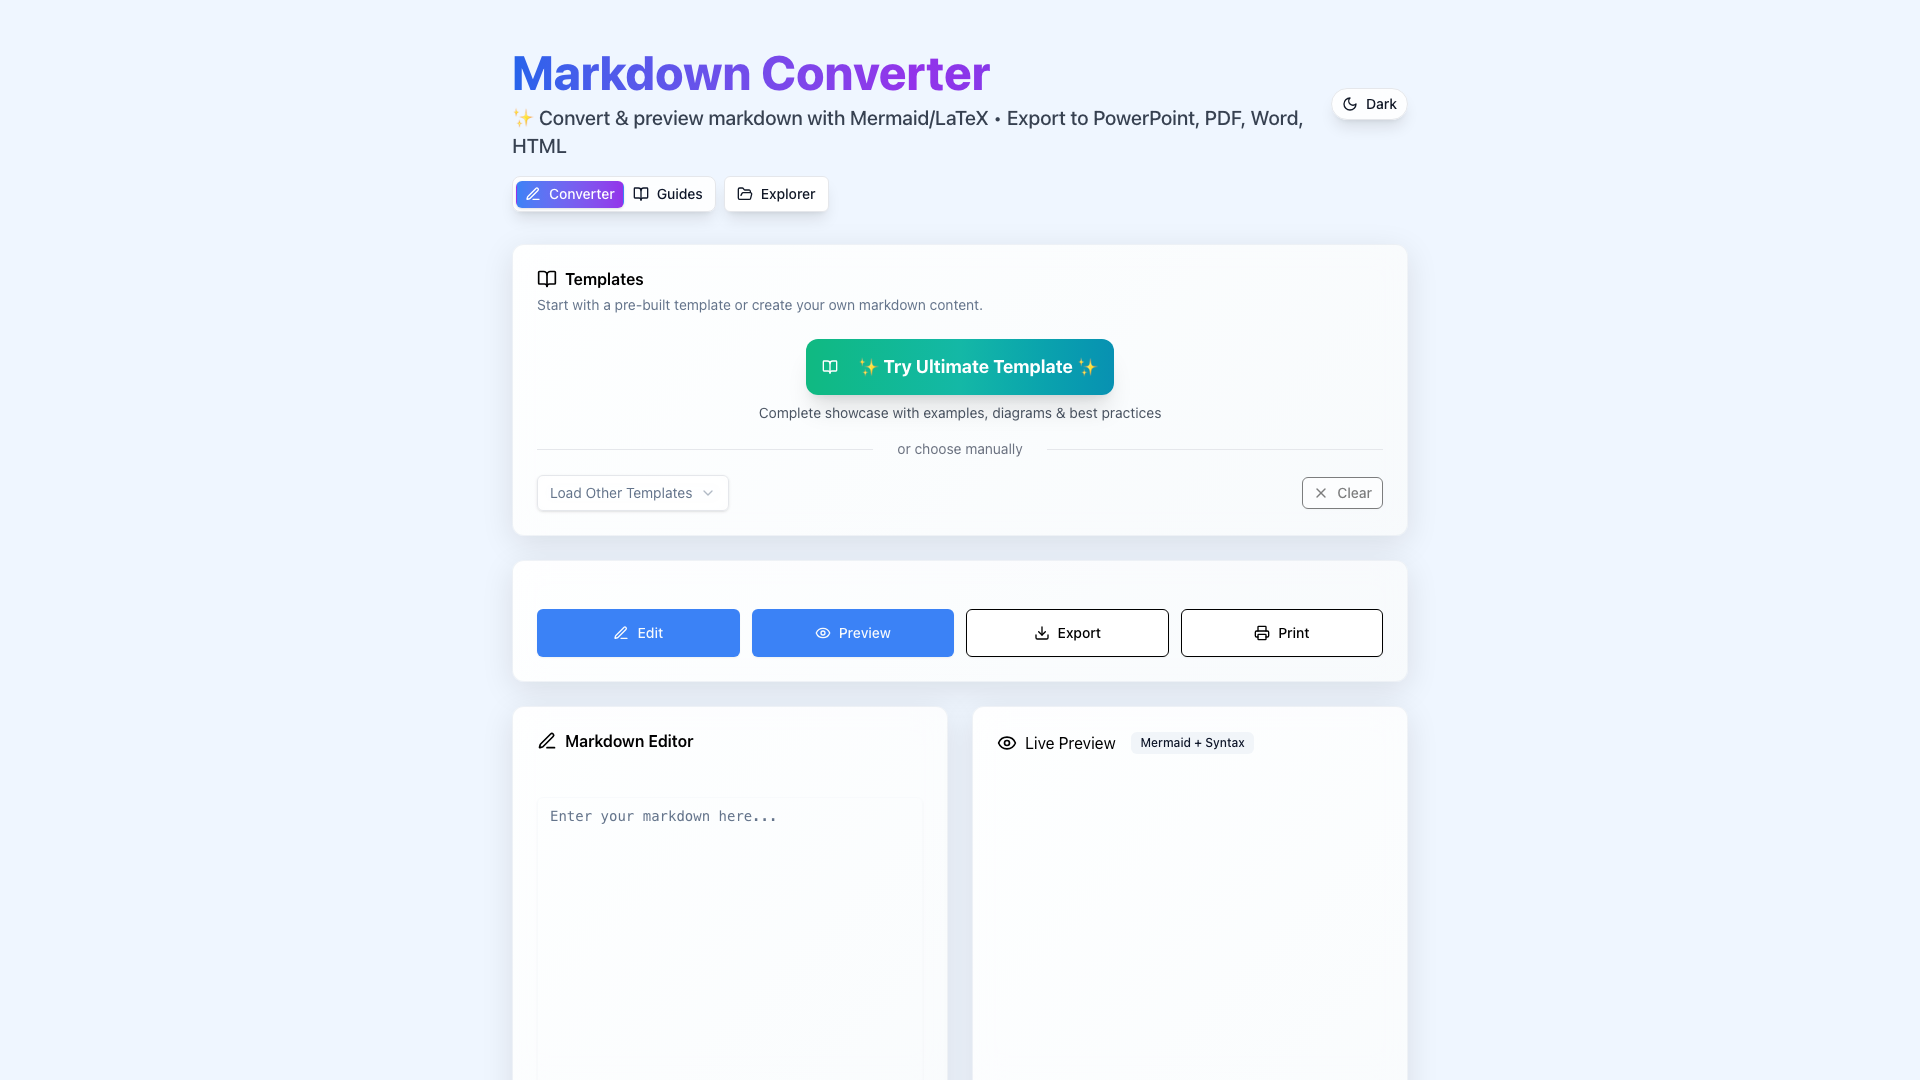 Markdown Converter
✨ Convert & preview markdown with Mermaid/LaTeX • Export to PowerPoint, PDF, Word,
HTML
Dark
Converter
Guides
Explorer
Templates
Start with a pre-built template or create your own markdown content.
✨ Try Ultimate Template ✨
Complete showcase with examples, diagrams & best practices
or choose manually
Load Other Templates
Clear
Edit
Preview
Export
Print
Markdown Editor
Enter your markdown here...
Live Preview
Mermaid + Syntax